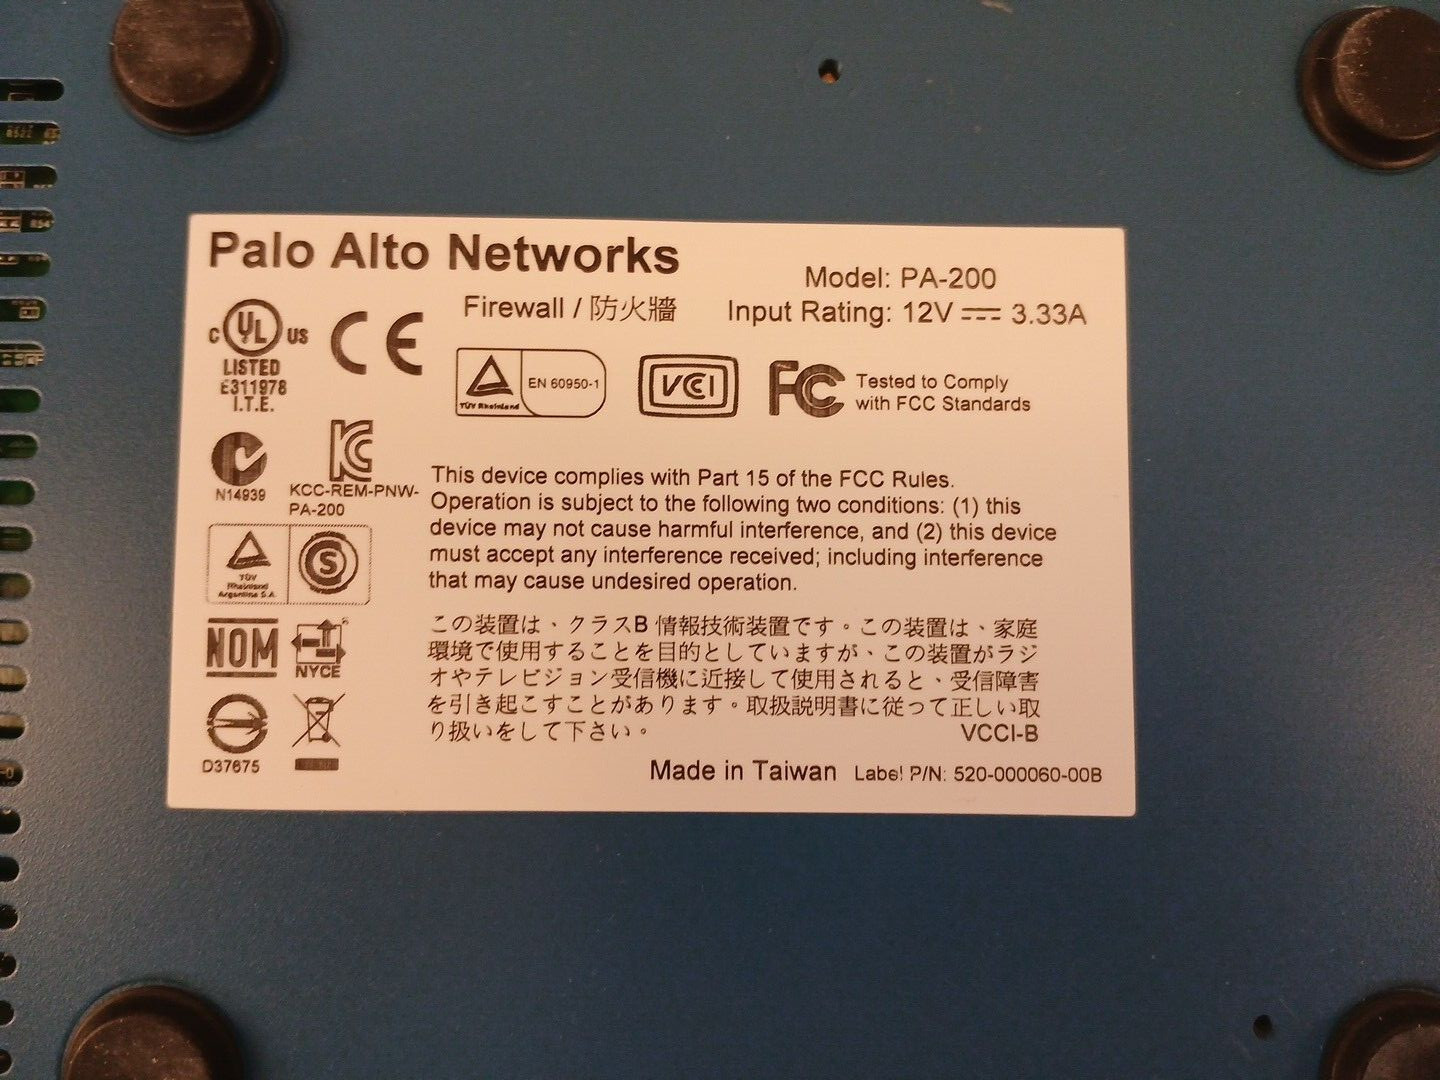 Palo Alto Networks
Firewall / 防火牆
Model: PA-200
Input Rating: 12V ⎓ 3.33A
C UL US
LISTED
E311978
I.T.E.
CE
TÜV Rheinland
EN 60950-1
VCI
FC
Tested to Comply
with FCC Standards
N14939
KC
KCC-REM-PNW-
PA-200
TÜV
Rheinland
Argentina S.A.
S
NOM
NYCE
D37675
This device complies with Part 15 of the FCC Rules.
Operation is subject to the following two conditions: (1) this
device may not cause harmful interference, and (2) this device
must accept any interference received; including interference
that may cause undesired operation.
この装置は、クラスB 情報技術装置です。この装置は、家庭
環境で使用することを目的としていますが、この装置がラジ
オやテレビジョン受信機に近接して使用されると、受信障害
を引き起こすことがあります。取扱説明書に従って正しい取
り扱いをして下さい。
VCCI-B
Made in Taiwan
Label P/N: 520-000060-00B